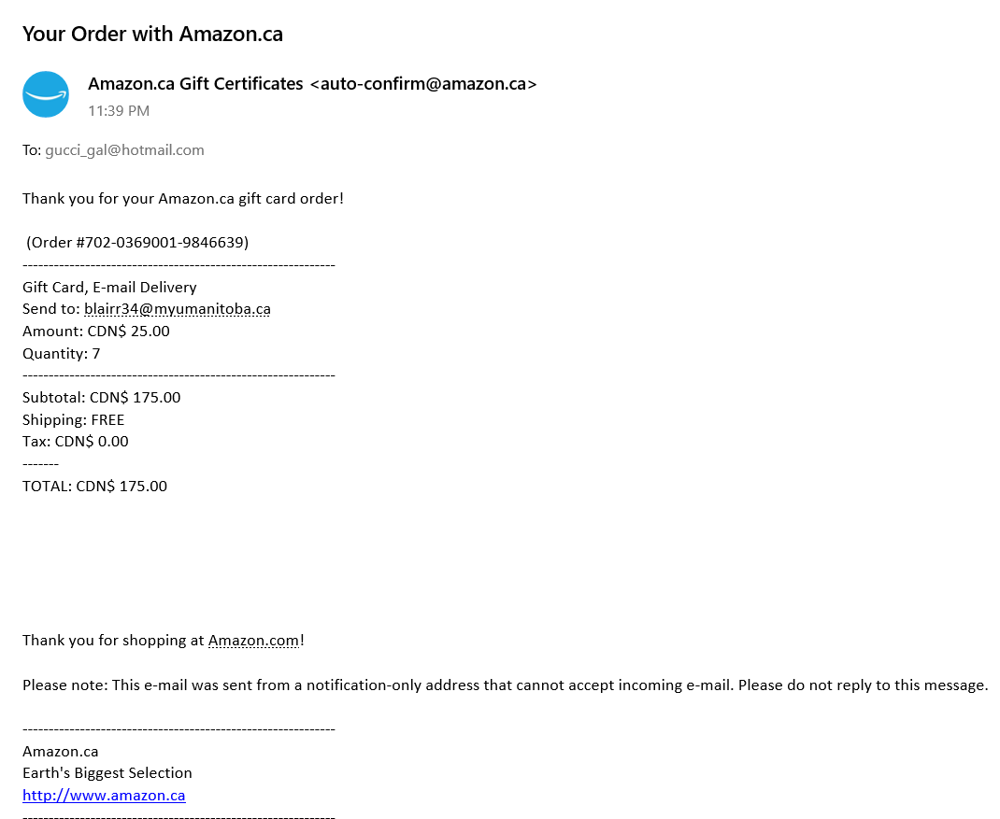 Your Order with Amazon.ca
Amazon.ca Gift Certificates <auto-confirm@amazon.ca>
11:39 PM
To: gucci_gal@hotmail.com
Thank you for your Amazon.ca gift card order!
(Order #702-0369001-9846639)
------------------------------------------------------------
Gift Card, E-mail Delivery
Send to: blairr34@myumanitoba.ca
Amount: CDN$ 25.00
Quantity: 7
------------------------------------------------------------
Subtotal: CDN$ 175.00
Shipping: FREE
Tax: CDN$ 0.00
-------
TOTAL: CDN$ 175.00
Thank you for shopping at Amazon.com!
Please note: This e-mail was sent from a notification-only address that cannot accept incoming e-mail. Please do not reply to this message.
------------------------------------------------------------
Amazon.ca
Earth's Biggest Selection
http://www.amazon.ca
------------------------------------------------------------